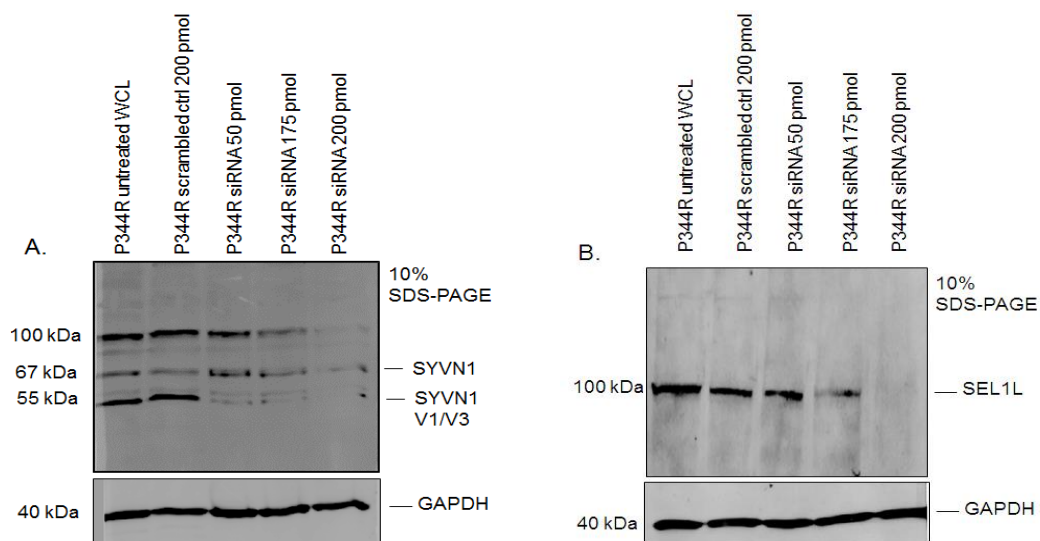 P344R untreated WCL
P344R scrambled ctrl 200 pmol
P344R siRNA 50 pmol
P344R siRNA 175 pmol
P344R siRNA 200 pmol
A.
10%
SDS-PAGE
100 kDa
67 kDa
SYVN1
55 kDa
SYVN1
V1/V3
40 kDa
GAPDH
P344R untreated WCL
P344R scrambled ctrl 200 pmol
P344R siRNA 50 pmol
P344R siRNA 175 pmol
P344R siRNA 200 pmol
B.
10%
SDS-PAGE
100 kDa
SEL1L
GAPDH
40 kDa